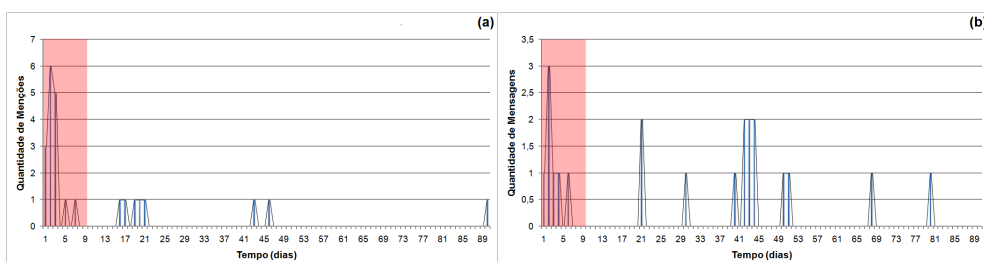 (a)
Quantidade de Menções
7
6
5
4
3
2
1
0
1 5 9 13 17 21 25 29 33 37 41 45 49 53 57 61 65 69 73 77 81 85 89
Tempo (dias)
(b)
Quantidade de Mensagens
3,5
3
2,5
2
1,5
1
0,5
0
1 5 9 13 17 21 25 29 33 37 41 45 49 53 57 61 65 69 73 77 81 85 89
Tempo (dias)